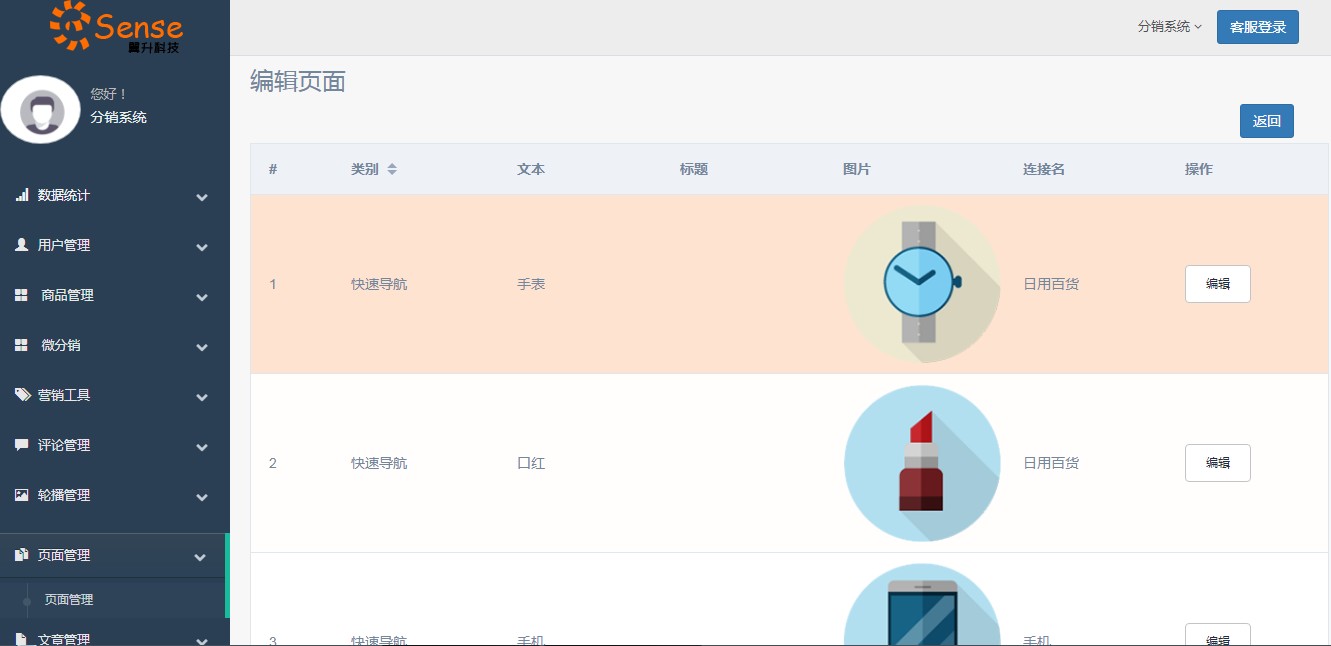 Sense
翼升科技
您好！
分销系统
数据统计
用户管理
商品管理
微分销
营销工具
评论管理
轮播管理
页面管理
页面管理
文章管理
分销系统
客服登录
编辑页面
返回
# 类别 文本 标题 图片 连接名 操作
1 快速导航 手表 日用百货 编辑
2 快速导航 口红 日用百货 编辑
3 快速导航 手机 手机 编辑